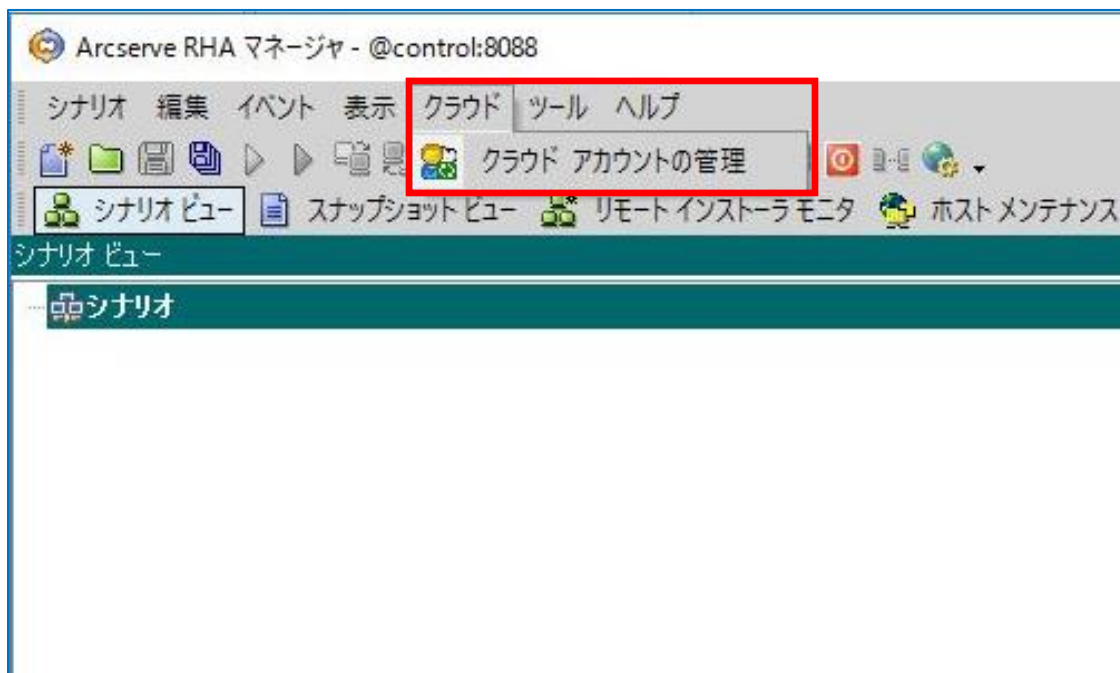 Arcserve RHA マネージャ - @control:8088
シナリオ 編集 イベント 表示 クラウド ツール ヘルプ
クラウド アカウントの管理
シナリオ ビュー スナップショット ビュー リモート インストーラ モニタ ホスト メンテナンス
シナリオ ビュー
シナリオ